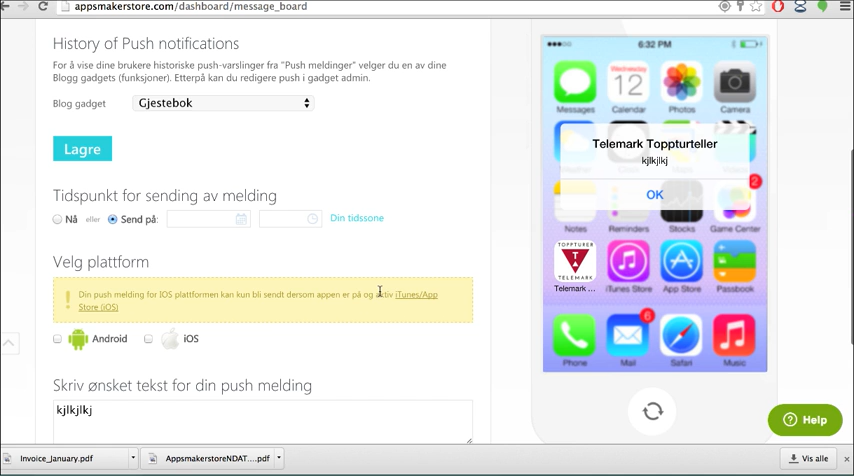 appsmakerstore.com/dashboard/message_board
History of Push notifications
For å vise dine brukere historiske push-varslinger fra "Push meldinger" velger du en av dine
Blogg gadgets (funksjoner). Etterpå kan du redigere push i gadget admin.
Blog gadget
Gjestebok
Lagre
Tidspunkt for sending av melding
Nå eller Send på:
Din tidssone
Velg plattform
Din push melding for IOS plattformen kan kun bli sendt dersom appen er på og aktiv iTunes/App
Store (iOS)
Android
iOS
Skriv ønsket tekst for din push melding
kjlkjlkj
6:32 PM
Wednesday
12
Messages
Calendar
Photos
Camera
Telemark Toppturteller
kjlkjlkj
OK
2
Notes
Reminders
Stocks
Game Center
TOPPTURER
TELEMARK
Telemark ...
iTunes Store
App Store
Passbook
6
Phone
Mail
Safari
Music
Help
Invoice_January.pdf
AppsmakerstoreNDAT....pdf
Vis alle